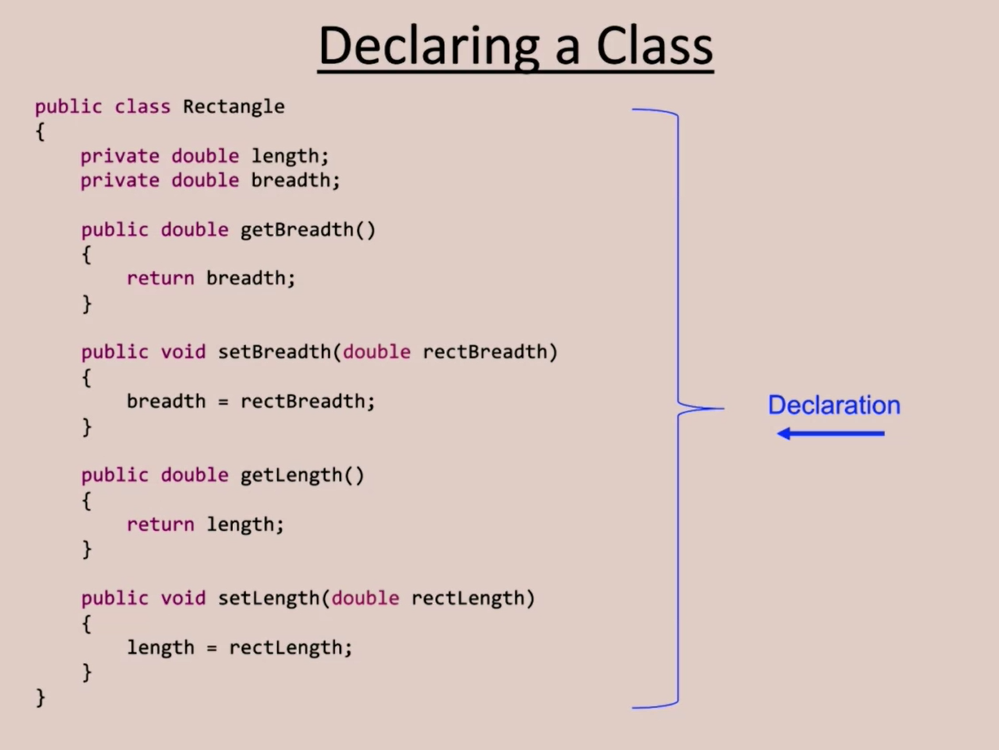 Declaring a Class
public class Rectangle
{
    private double length;
    private double breadth;
    public double getBreadth()
    {
        return breadth;
    }
    public void setBreadth(double rectBreadth)
    {
        breadth = rectBreadth;
    }
    public double getLength()
    {
        return length;
    }
    public void setLength(double rectLength)
    {
        length = rectLength;
    }
}
Declaration